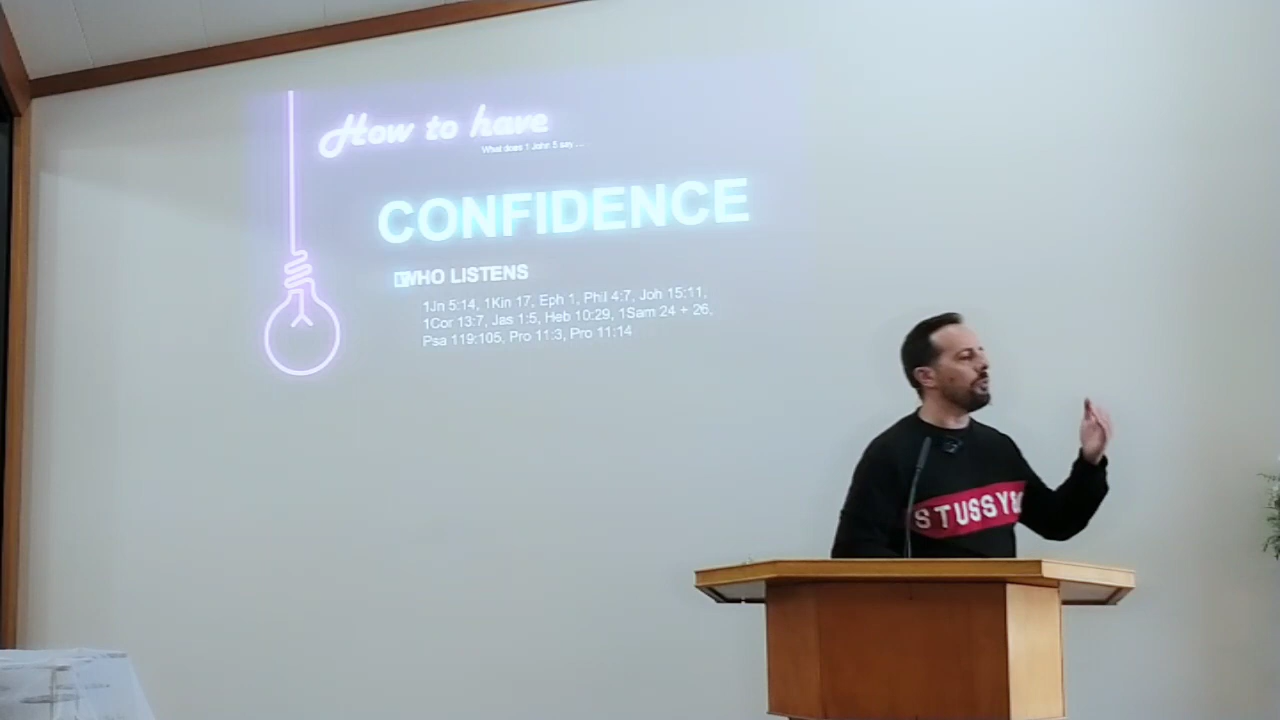 How to have
What does 1 John 5 say ...
CONFIDENCE
WHO LISTENS
1Jn 5:14, 1Kin 17, Eph 1, Phil 4:7, Joh 15:11,
1Cor 13:7, Jas 1:5, Heb 10:29, 1Sam 24 + 26,
Psa 119:105, Pro 11:3, Pro 11:14
STUSSY